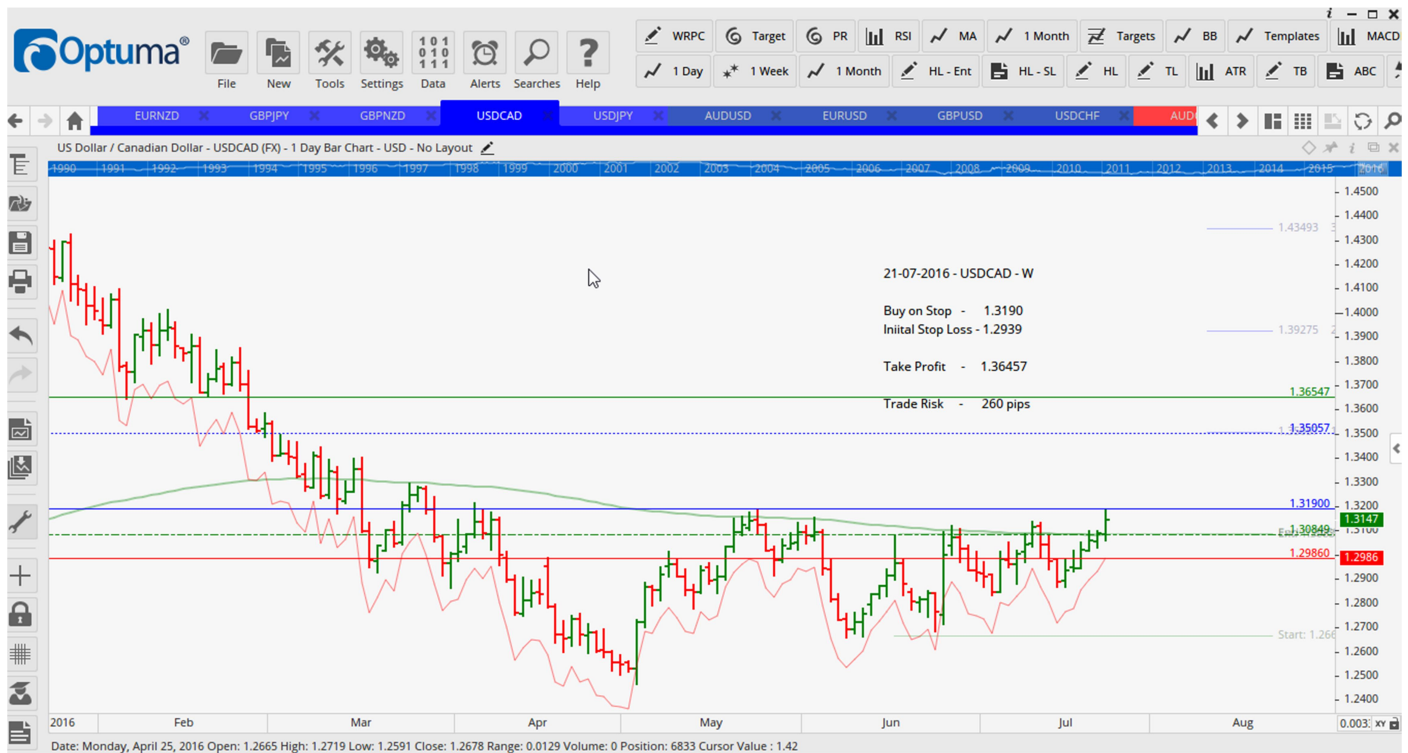 Optuma®
File New Tools Settings Data Alerts Searches Help
WRPC Target PR RSI MA 1 Month Targets BB Templates MACD
1 Day 1 Week 1 Month HL - Ent HL - SL HL TL ATR TB ABC
EURNZD GBPJPY GBPNZD USDCAD USDJPY AUDUSD EURUSD GBPUSD USDCHF AUD
US Dollar / Canadian Dollar - USDCAD (FX) - 1 Day Bar Chart - USD - No Layout
1990 1991 1992 1993 1994 1995 1996 1997 1998 1999 2000 2001 2002 2003 2004 2005 2006 2007 2008 2009 2010 2011 2012 2013 2014 2015 2016
1.4500
1.4400
1.43493 3
1.4300
21-07-2016 - USDCAD - W
1.4200
1.4100
Buy on Stop - 1.3190
1.4000
Iniital Stop Loss - 1.2939
1.39275 2
1.3900
Take Profit - 1.36457
1.3800
1.3700
1.36547
Trade Risk - 260 pips
1.3600
1.35057
1.3500
1.3400
1.3300
1.31900
1.3200
1.3147
1.30849
1.3100
1.29860
1.2986
1.2900
1.2800
1.2700
Start: 1.266
1.2600
1.2500
1.2400
2016 Feb Mar Apr May Jun Jul Aug 0.003: XY
Date: Monday, April 25, 2016 Open: 1.2665 High: 1.2719 Low: 1.2591 Close: 1.2678 Range: 0.0129 Volume: 0 Position: 6833 Cursor Value : 1.42